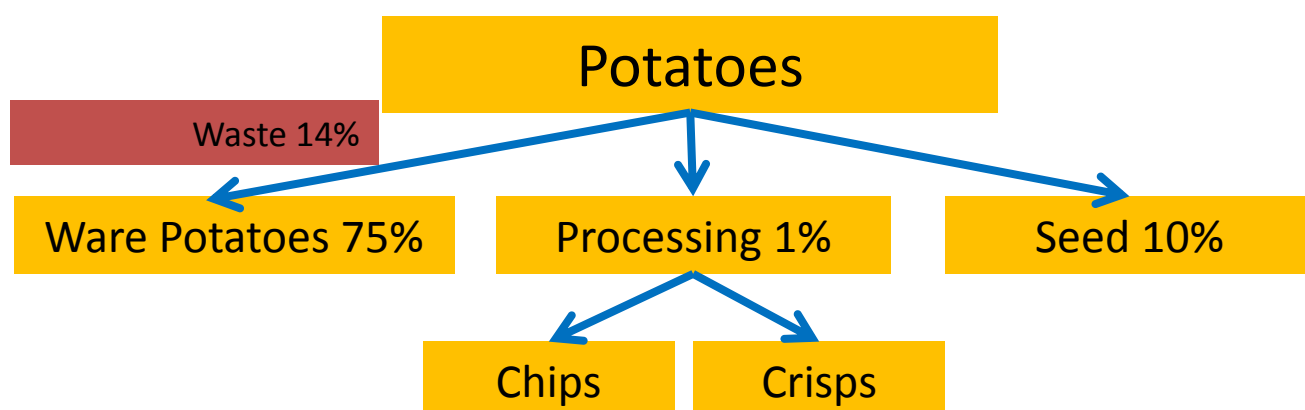 Potatoes
Waste 14%
Ware Potatoes 75%
Processing 1%
Seed 10%
Chips
Crisps